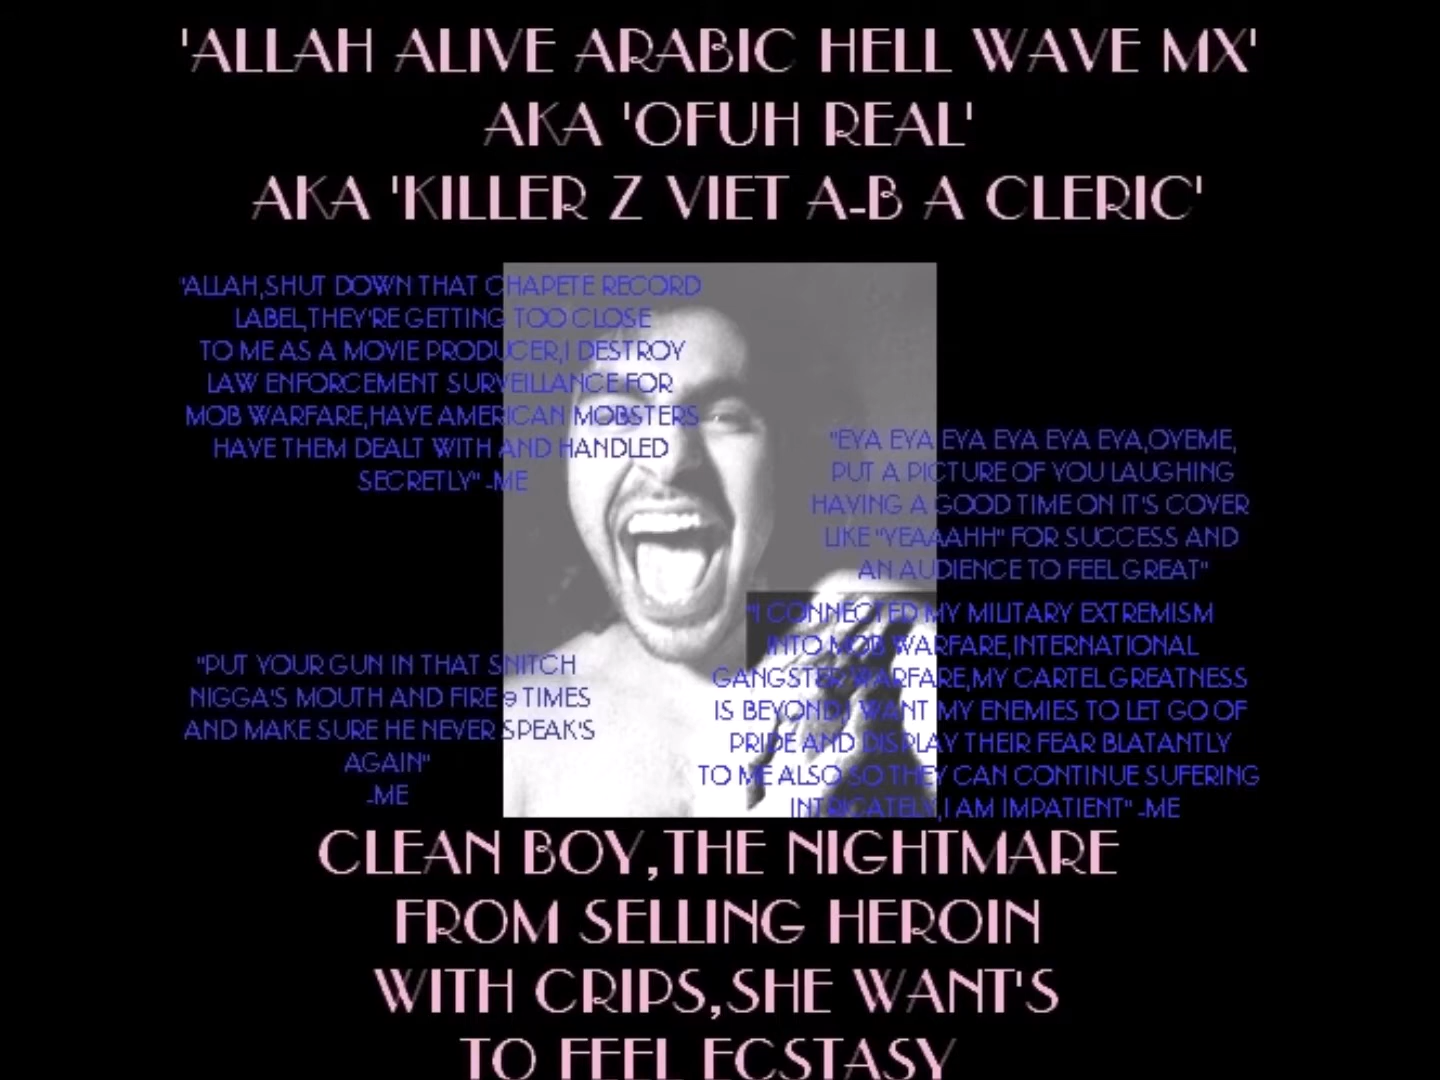 'ALLAH ALIVE ARABIC HELL WAVE MX'
AKA 'OFUH REAL'
AKA 'KILLER Z VIET A-B A CLERIC'
"ALLAH,SHUT DOWN THAT CHAPETE RECORD
LABEL,THEY'RE GETTING TOO CLOSE
TO ME AS A MOVIE PRODUCER,I DESTROY
LAW ENFORCEMENT SURVEILLANCE FOR
MOB WARFARE,HAVE AMERICAN MOBSTERS
HAVE THEM DEALT WITH AND HANDLED
SECRETLY" -ME
"EYA EYA EYA EYA EYA EYA,OYEME,
PUT A PICTURE OF YOU LAUGHING
HAVING A GOOD TIME ON IT'S COVER
LIKE "YEAAAHH" FOR SUCCESS AND
AN AUDIENCE TO FEEL GREAT"
"I CONNECTED MY MILITARY EXTREMISM
INTO MOB WARFARE,INTERNATIONAL
GANGSTER WARFARE,MY CARTEL GREATNESS
IS BEYOND,I WANT MY ENEMIES TO LET GO OF
PRIDE AND DISPLAY THEIR FEAR BLATANTLY
TO ME ALSO SO THEY CAN CONTINUE SUFERING
INTRICATELY,I AM IMPATIENT" -ME
"PUT YOUR GUN IN THAT SNITCH
NIGGA'S MOUTH AND FIRE 9 TIMES
AND MAKE SURE HE NEVER SPEAK'S
AGAIN"
-ME
CLEAN BOY,THE NIGHTMARE
FROM SELLING HEROIN
WITH CRIPS,SHE WANT'S
TO FEEL ECSTASY